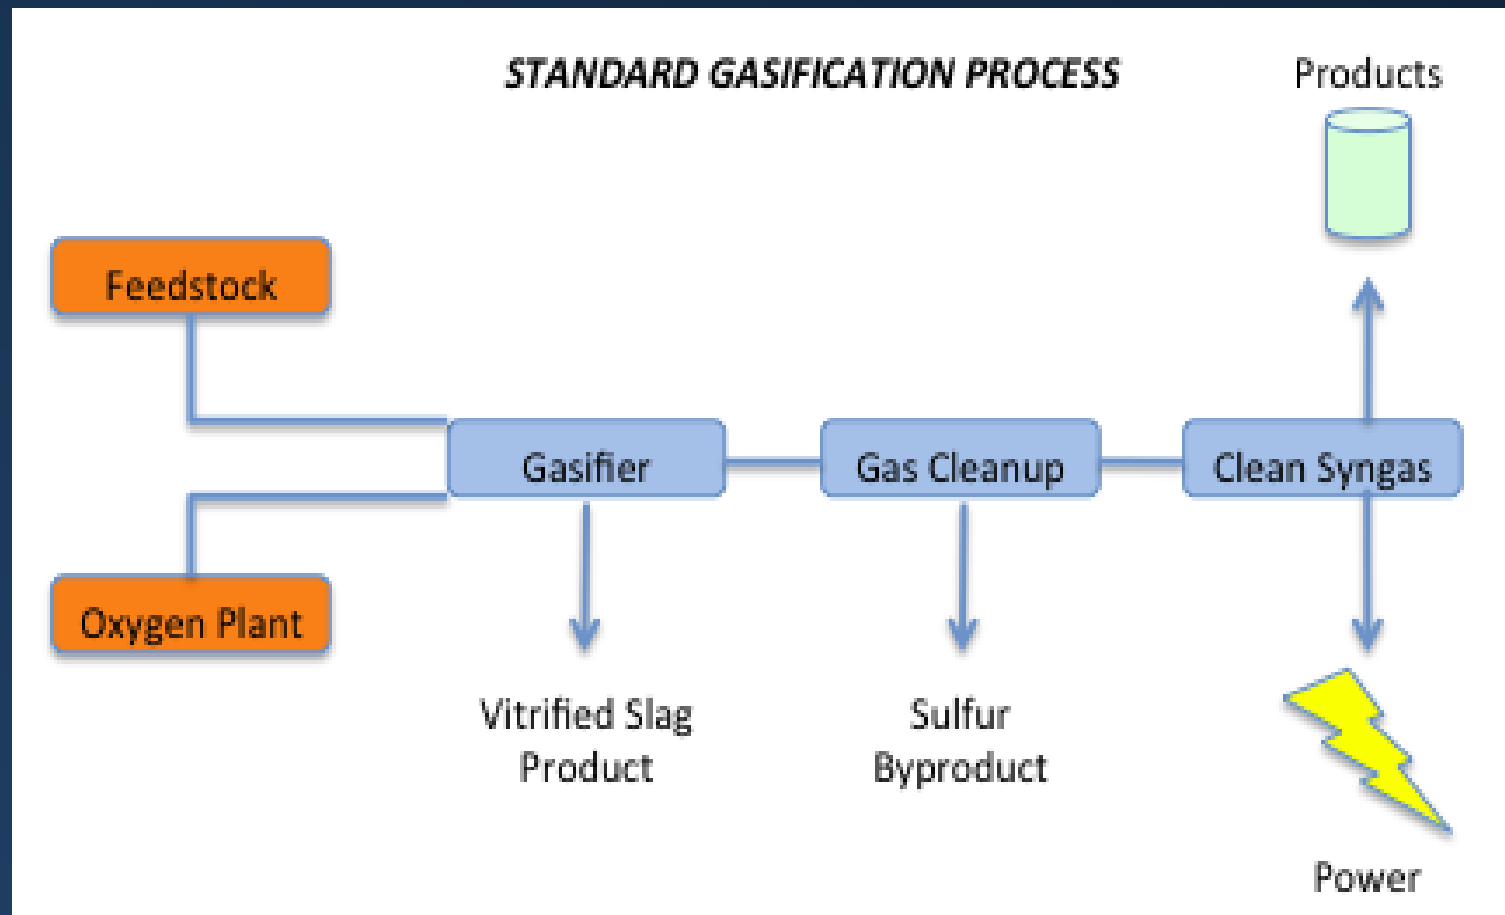 STANDARD GASIFICATION PROCESS
Products
Feedstock
Gasifier
Gas Cleanup
Clean Syngas
Oxygen Plant
Vitrified Slag
Product
Sulfur
Byproduct
Power